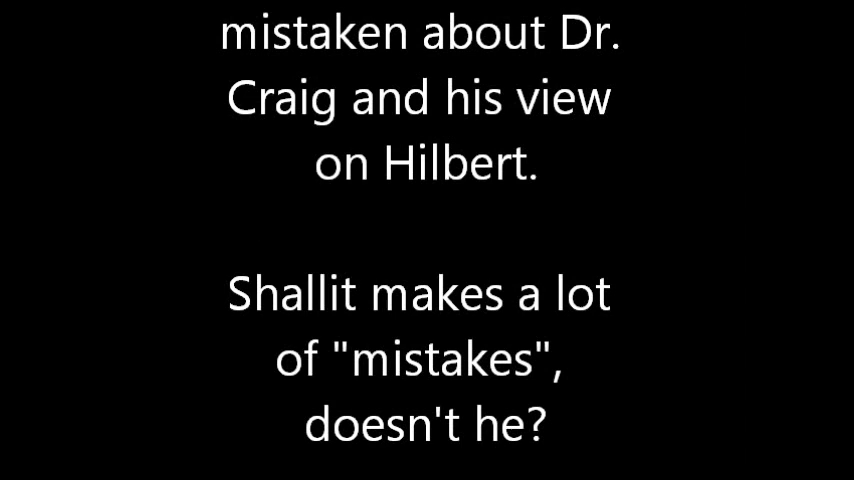 mistaken about Dr.
Craig and his view
on Hilbert.
Shallit makes a lot
of "mistakes",
doesn't he?